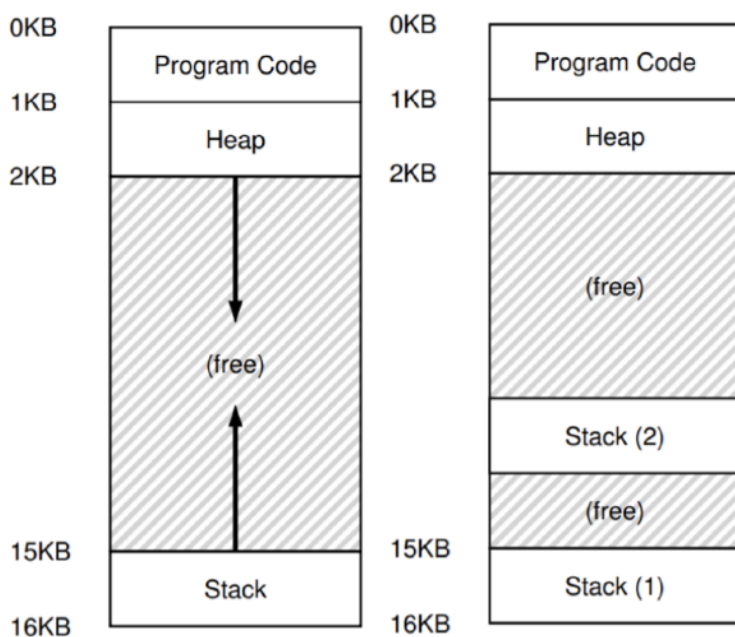 0KB
Program Code
1KB
Heap
2KB
(free)
15KB
Stack
16KB
0KB
Program Code
1KB
Heap
2KB
(free)
Stack (2)
(free)
15KB
Stack (1)
16KB